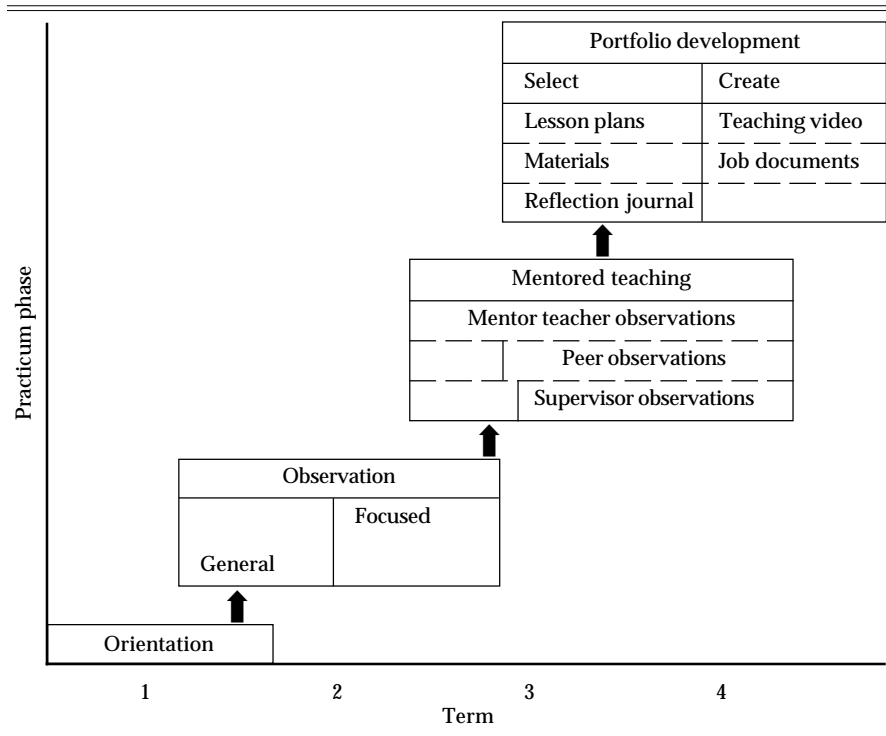 Portfolio development
Select Create
Lesson plans Teaching video
Materials Job documents
Reflection journal
Mentored teaching
Mentor teacher observations
Peer observations
Supervisor observations
Observation
Focused
General
Orientation
Practicum phase
1 2 3 4
Term